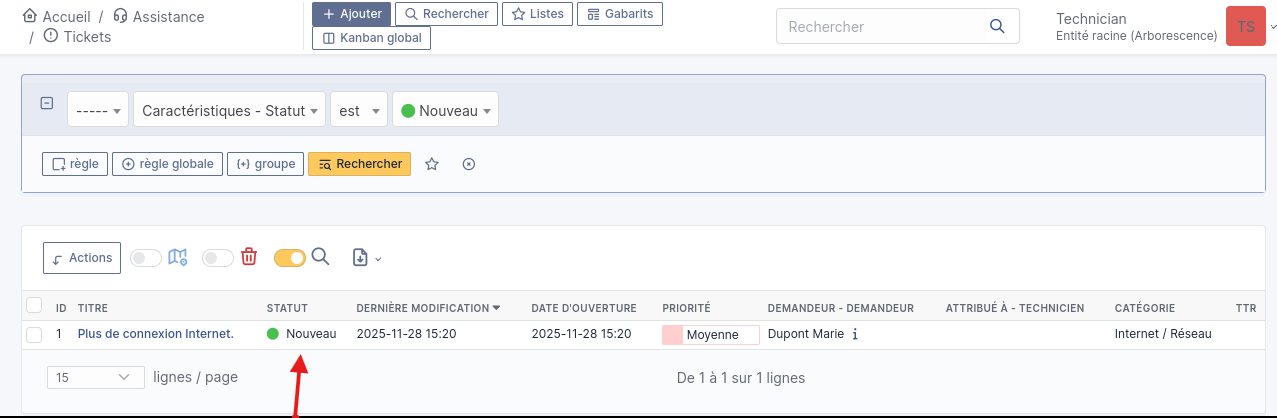 Accueil / Assistance
/ Tickets
+ Ajouter
Rechercher
Listes
Gabarits
Kanban global
Rechercher
Technician
Entité racine (Arborescence)
TS
-----
Caractéristiques - Statut
est
Nouveau
règle
règle globale
(+) groupe
Rechercher
Actions
ID TITRE STATUT DERNIÈRE MODIFICATION DATE D'OUVERTURE PRIORITÉ DEMANDEUR - DEMANDEUR ATTRIBUÉ À - TECHNICIEN CATÉGORIE TTR
1 Plus de connexion Internet. Nouveau 2025-11-28 15:20 2025-11-28 15:20 Moyenne Dupont Marie i Internet / Réseau
15 lignes / page De 1 à 1 sur 1 lignes